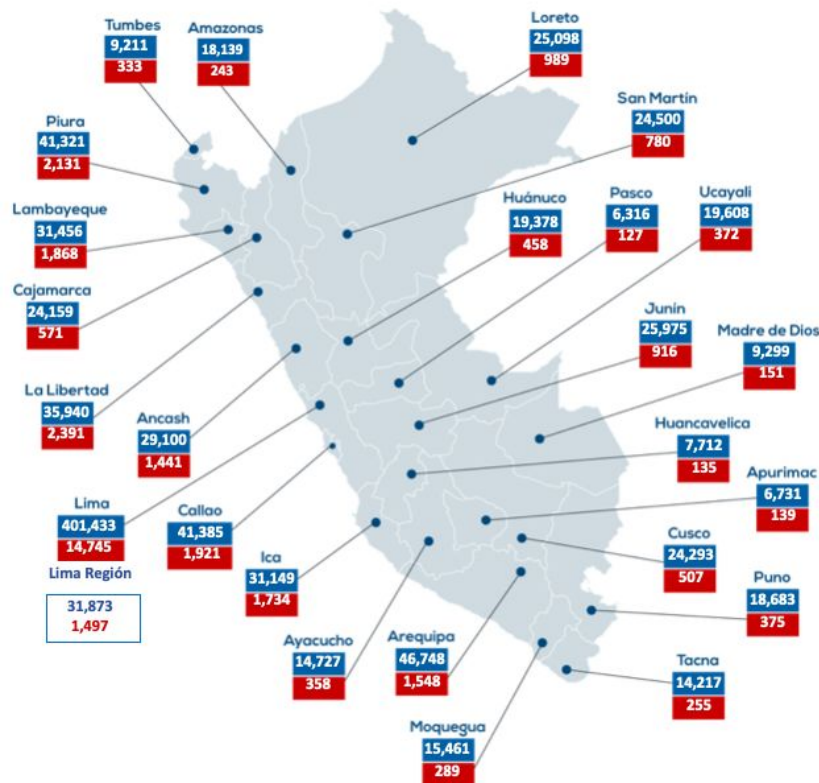 Tumbes
9,211
333
Amazonas
18,139
243
Loreto
25,098
989
San Martín
24,500
780
Piura
41,321
2,131
Huánuco
19,378
458
Pasco
6,316
127
Ucayali
19,608
372
Lambayeque
31,456
1,868
Cajamarca
24,159
571
Junín
25,975
916
Madre de Dios
9,299
151
La Libertad
35,940
2,391
Ancash
29,100
1,441
Huancavelica
7,712
135
Apurimac
6,731
139
Lima
401,433
14,745
Lima Región
31,873
1,497
Callao
41,385
1,921
Ica
31,149
1,734
Cusco
24,293
507
Puno
18,683
375
Ayacucho
14,727
358
Arequipa
46,748
1,548
Tacna
14,217
255
Moquegua
15,461
289